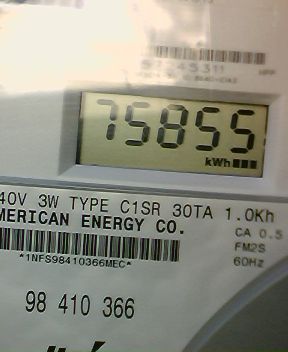 75855
kWh
40V 3W TYPE C1SR 30TA 1.0Kh
MERICAN ENERGY CO.
CA 0.5
FM2S
60Hz
*1NFS98410366MEC*
98 410 366